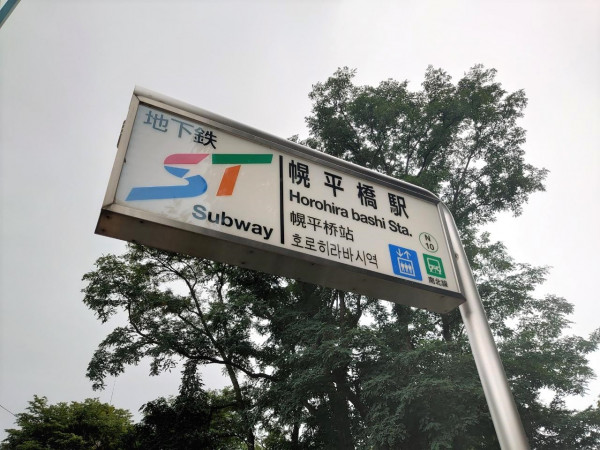 地下鉄
ST
Subway
幌平橋駅
Horohira bashi Sta.
幌平桥站
호로히라바시역
N
10
南北線